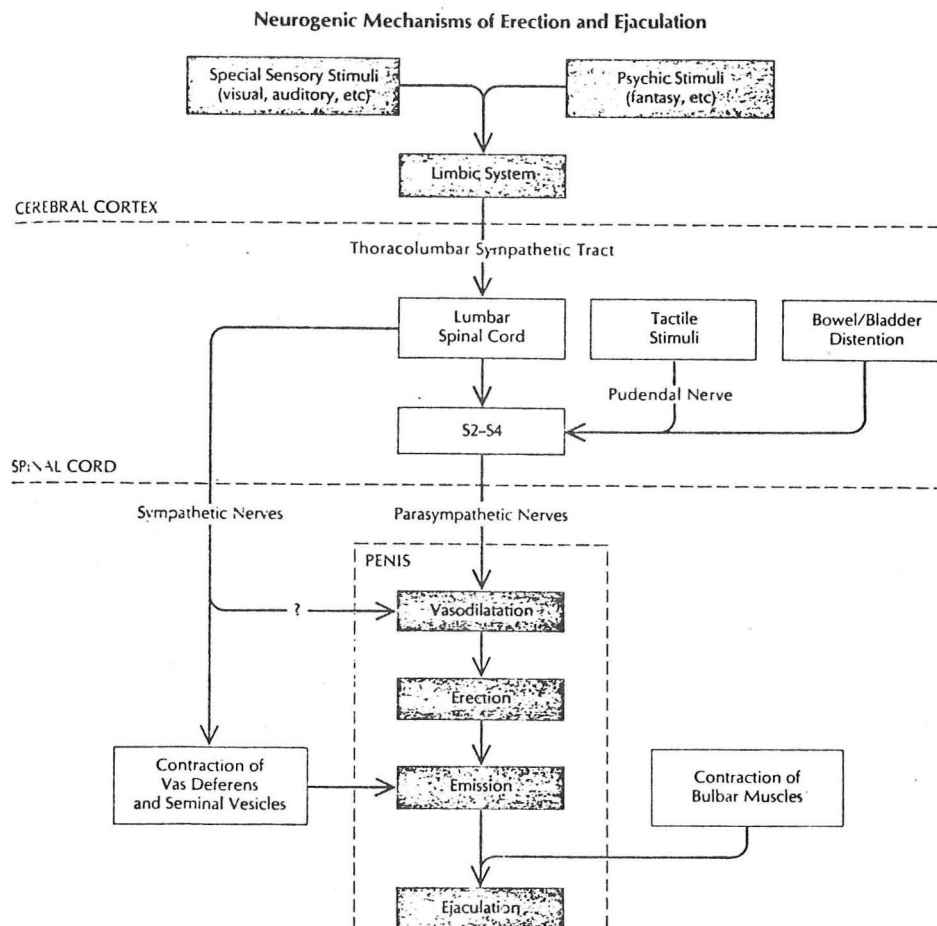 Neurogenic Mechanisms of Erection and Ejaculation
Special Sensory Stimuli
(visual, auditory, etc)
Psychic Stimuli
(fantasy, etc)
Limbic System
CEREBRAL CORTEX
Thoracolumbar Sympathetic Tract
Lumbar
Spinal Cord
Tactile
Stimuli
Bowel/Bladder
Distention
Pudendal Nerve
S2–S4
SPINAL CORD
Sympathetic Nerves
Parasympathetic Nerves
PENIS
?
Vasodilatation
Erection
Contraction of
Vas Deferens
and Seminal Vesicles
Emission
Contraction of
Bulbar Muscles
Ejaculation